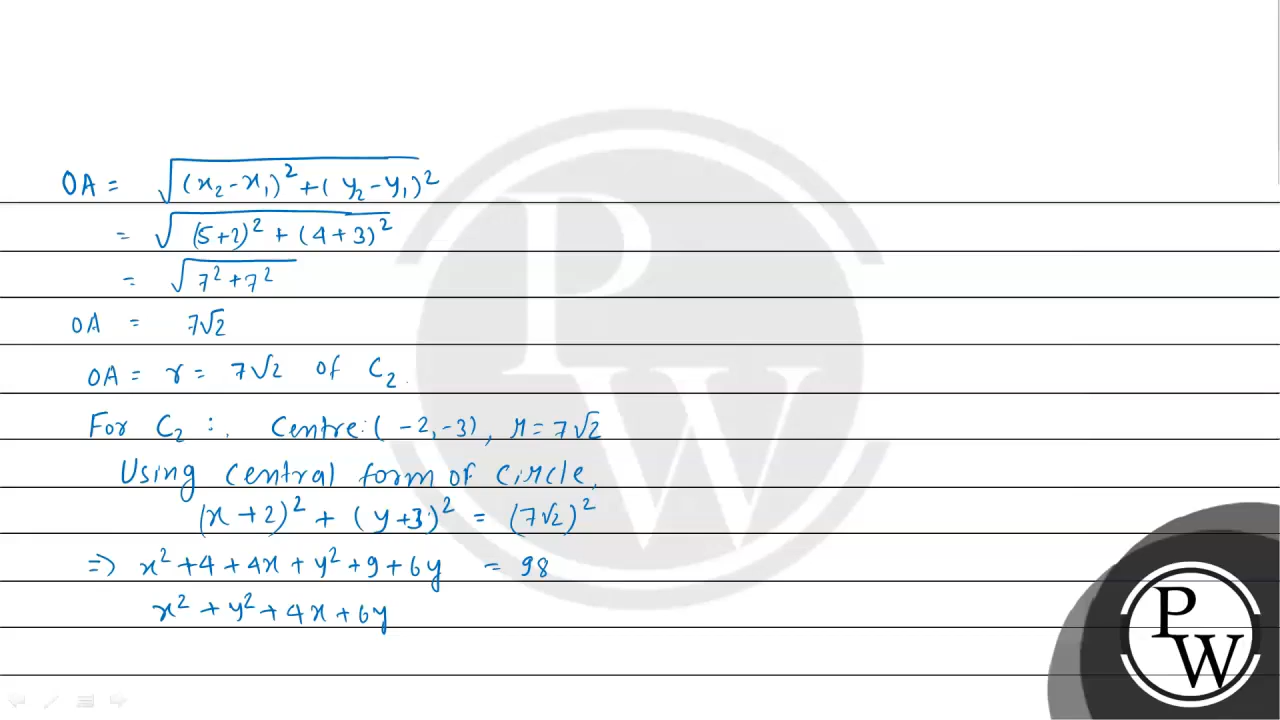 OA = √(x₂-x₁)² + (y₂-y₁)²
= √(5+2)² + (4+3)²
= √7² + 7²
OA = 7√2
OA = r = 7√2 of C₂.
For C₂ :. Centre:(-2,-3), r = 7√2
Using central form of circle,
(x+2)² + (y+3)² = (7√2)²
=> x² + 4 + 4x + y² + 9 + 6y = 98
x² + y² + 4x + 6y
PW
PW